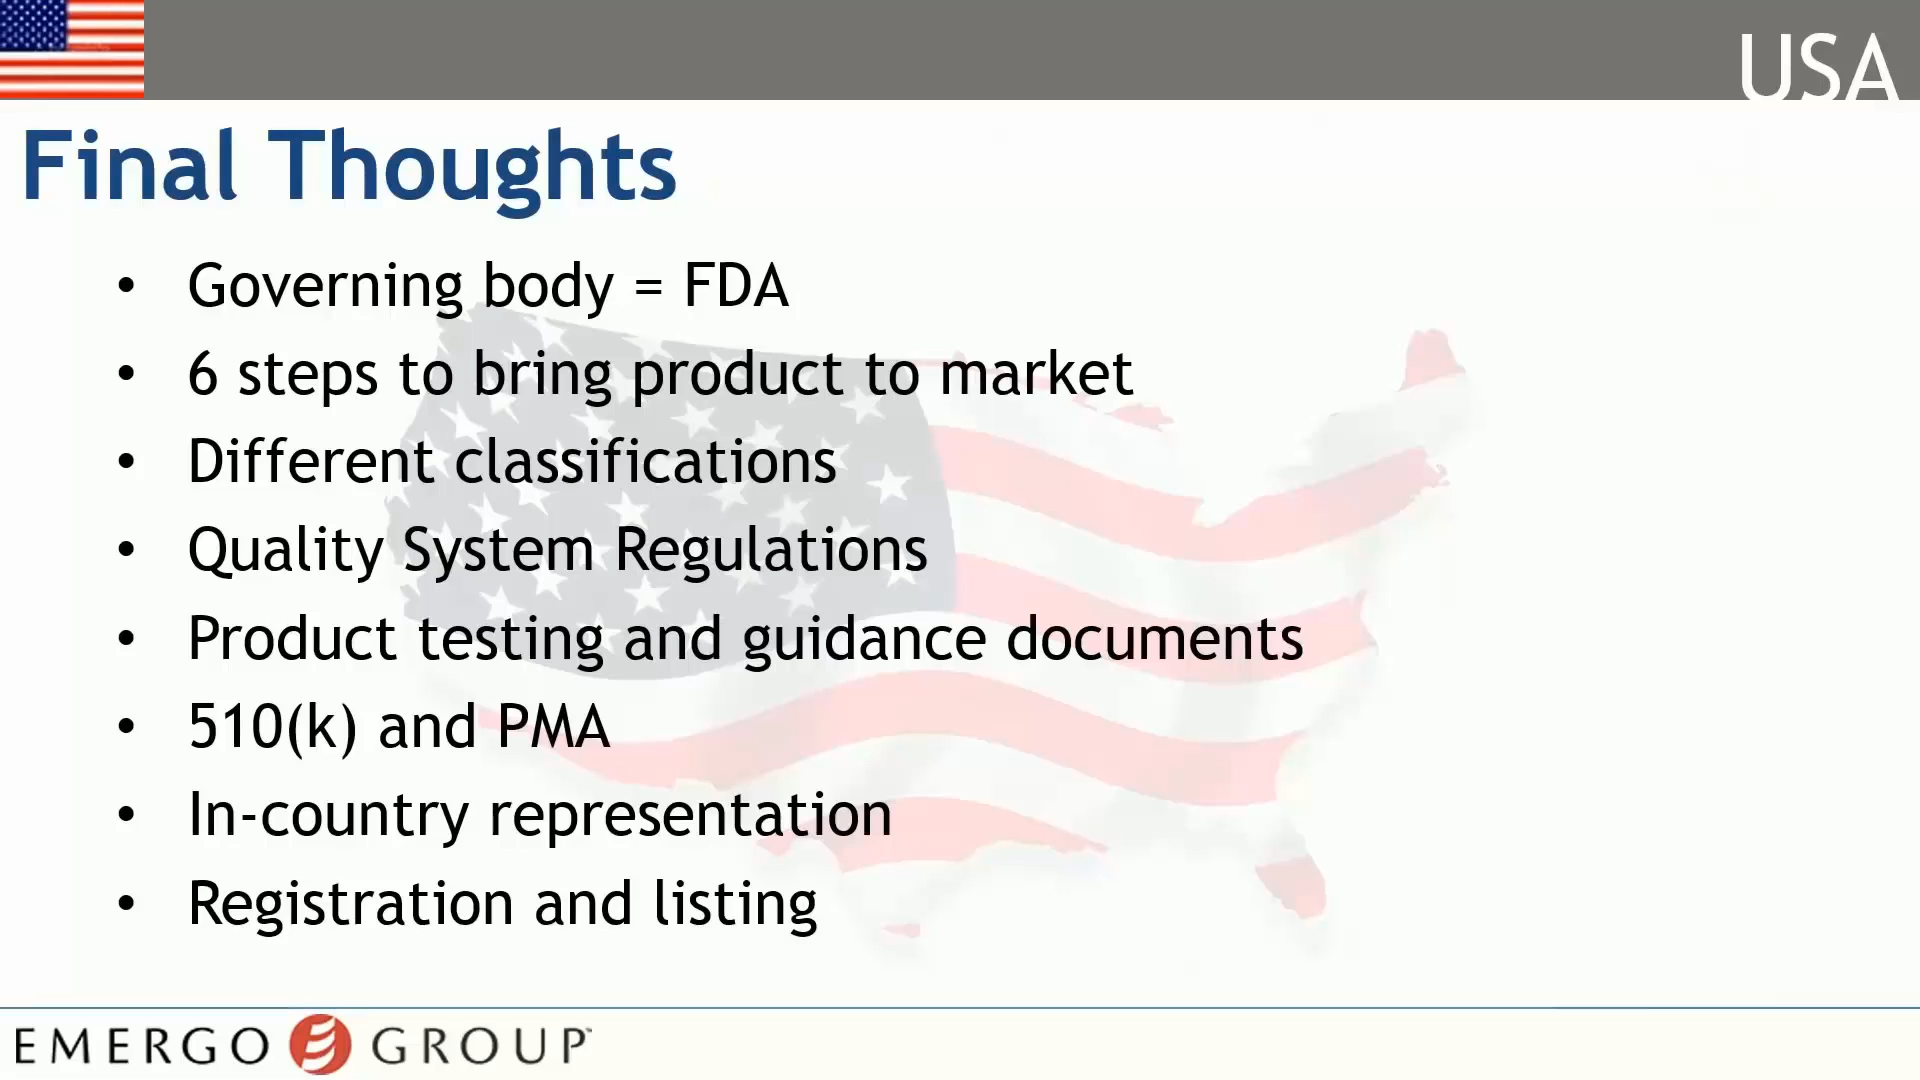 USA
Final Thoughts
• Governing body = FDA
• 6 steps to bring product to market
• Different classifications
• Quality System Regulations
• Product testing and guidance documents
• 510(k) and PMA
• In-country representation
• Registration and listing
EMERGO GROUP™